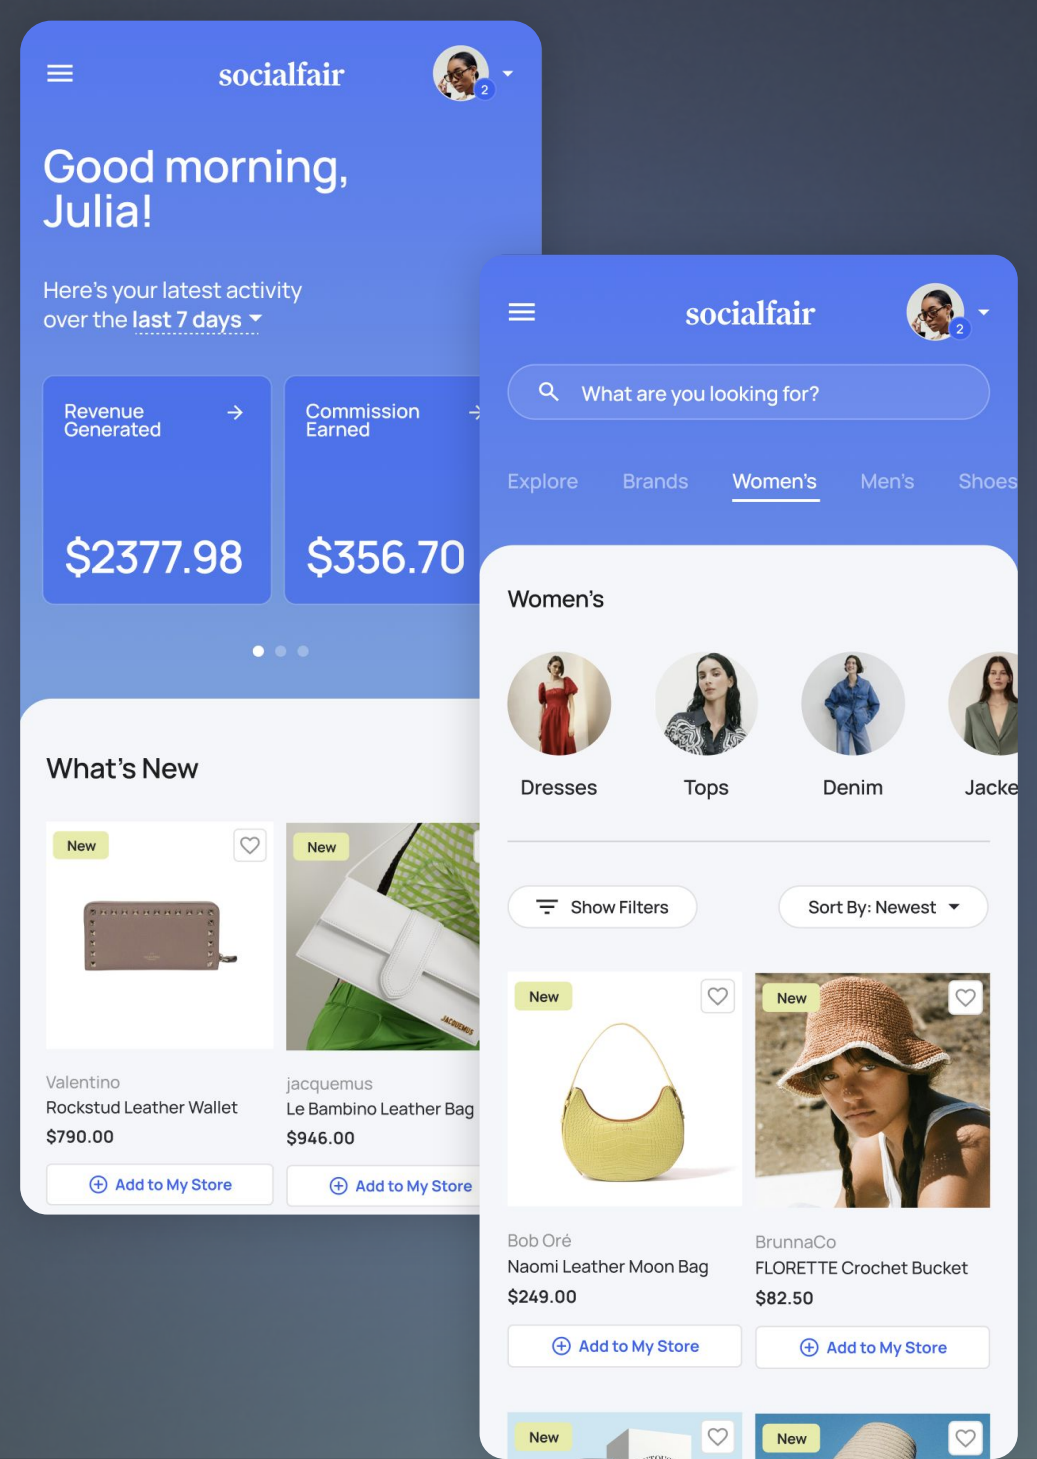 socialfair
2
Good morning,
Julia!
Here's your latest activity
over the last 7 days
Revenue
Generated
$2377.98
Commission
Earned
$356.70
What's New
New
Valentino
Rockstud Leather Wallet
$790.00
Add to My Store
New
JACQUEMUS
jacquemus
Le Bambino Leather Bag
$946.00
Add to My Store
socialfair
2
What are you looking for?
Explore Brands Women's Men's Shoes
Women's
Dresses Tops Denim Jacke
Show Filters
Sort By: Newest
New
Bob Oré
Naomi Leather Moon Bag
$249.00
Add to My Store
New
BrunnaCo
FLORETTE Crochet Bucket
$82.50
Add to My Store
New
New